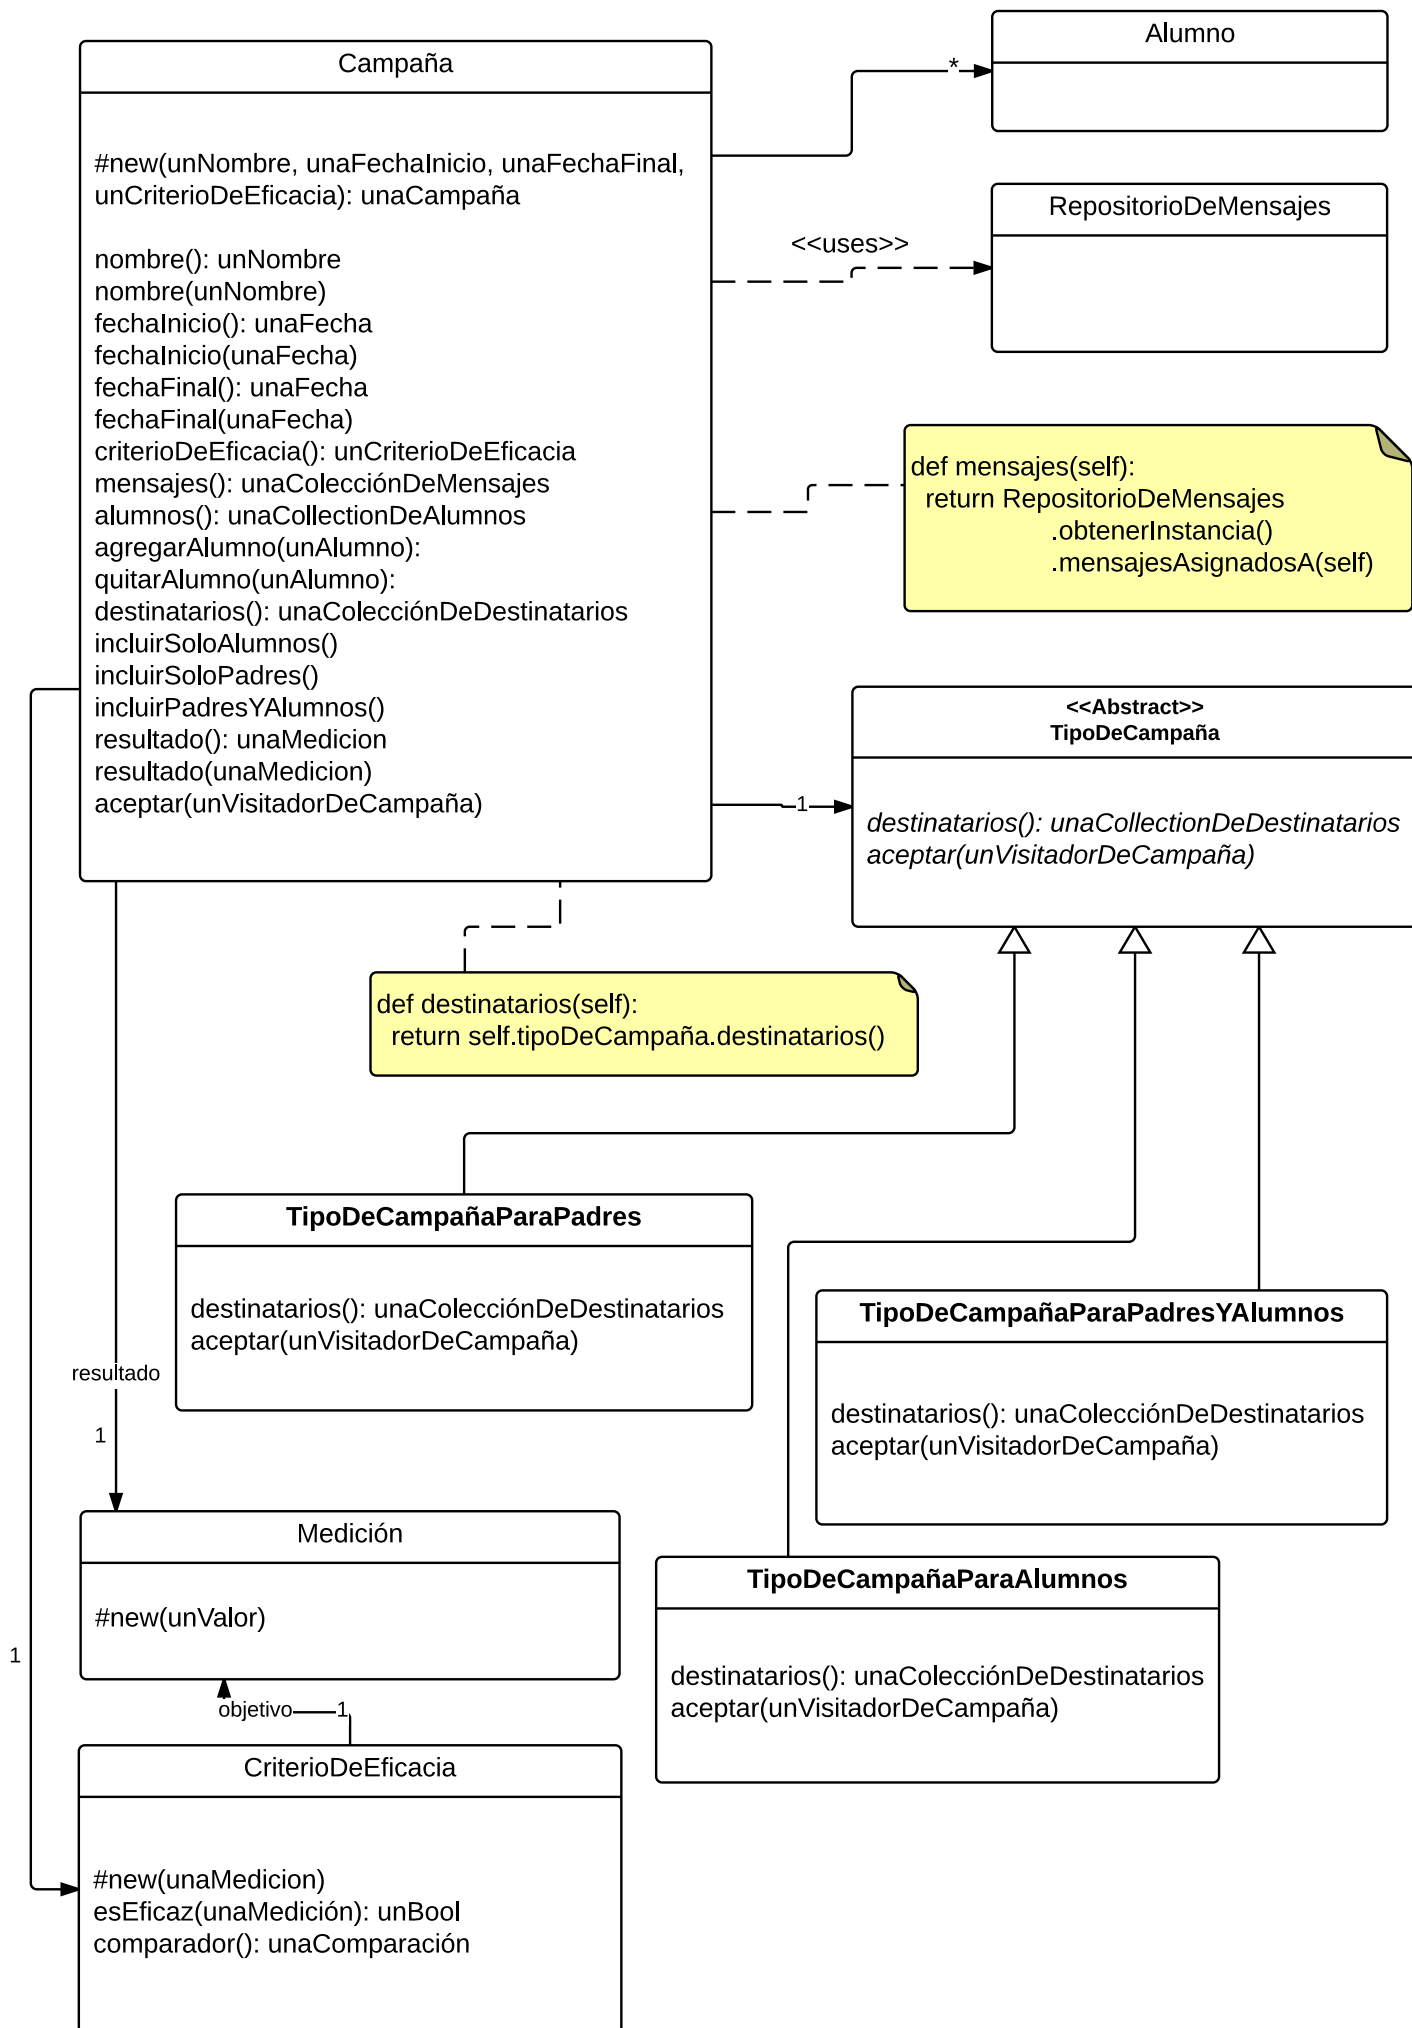 Campaña
#new(unNombre, unaFechaInicio, unaFechaFinal,
unCriterioDeEficacia): unaCampaña
nombre(): unNombre
nombre(unNombre)
fechaInicio(): unaFecha
fechaInicio(unaFecha)
fechaFinal(): unaFecha
fechaFinal(unaFecha)
criterioDeEficacia(): unCriterioDeEficacia
mensajes(): unaColecciónDeMensajes
alumnos(): unaCollectionDeAlumnos
agregarAlumno(unAlumno):
quitarAlumno(unAlumno):
destinatarios(): unaColecciónDeDestinatarios
incluirSoloAlumnos()
incluirSoloPadres()
incluirPadresYAlumnos()
resultado(): unaMedicion
resultado(unaMedicion)
aceptar(unVisitadorDeCampaña)
*
Alumno
<<uses>>
RepositorioDeMensajes
def mensajes(self):
return RepositorioDeMensajes
.obtenerInstancia()
.mensajesAsignadosA(self)
1
<<Abstract>>
TipoDeCampaña
destinatarios(): unaCollectionDeDestinatarios
aceptar(unVisitadorDeCampaña)
def destinatarios(self):
return self.tipoDeCampaña.destinatarios()
TipoDeCampañaParaPadres
destinatarios(): unaColecciónDeDestinatarios
aceptar(unVisitadorDeCampaña)
TipoDeCampañaParaPadresYAlumnos
destinatarios(): unaColecciónDeDestinatarios
aceptar(unVisitadorDeCampaña)
resultado
1
Medición
#new(unValor)
TipoDeCampañaParaAlumnos
destinatarios(): unaColecciónDeDestinatarios
aceptar(unVisitadorDeCampaña)
1
objetivo
1
CriterioDeEficacia
#new(unaMedicion)
esEficaz(unaMedición): unBool
comparador(): unaComparación